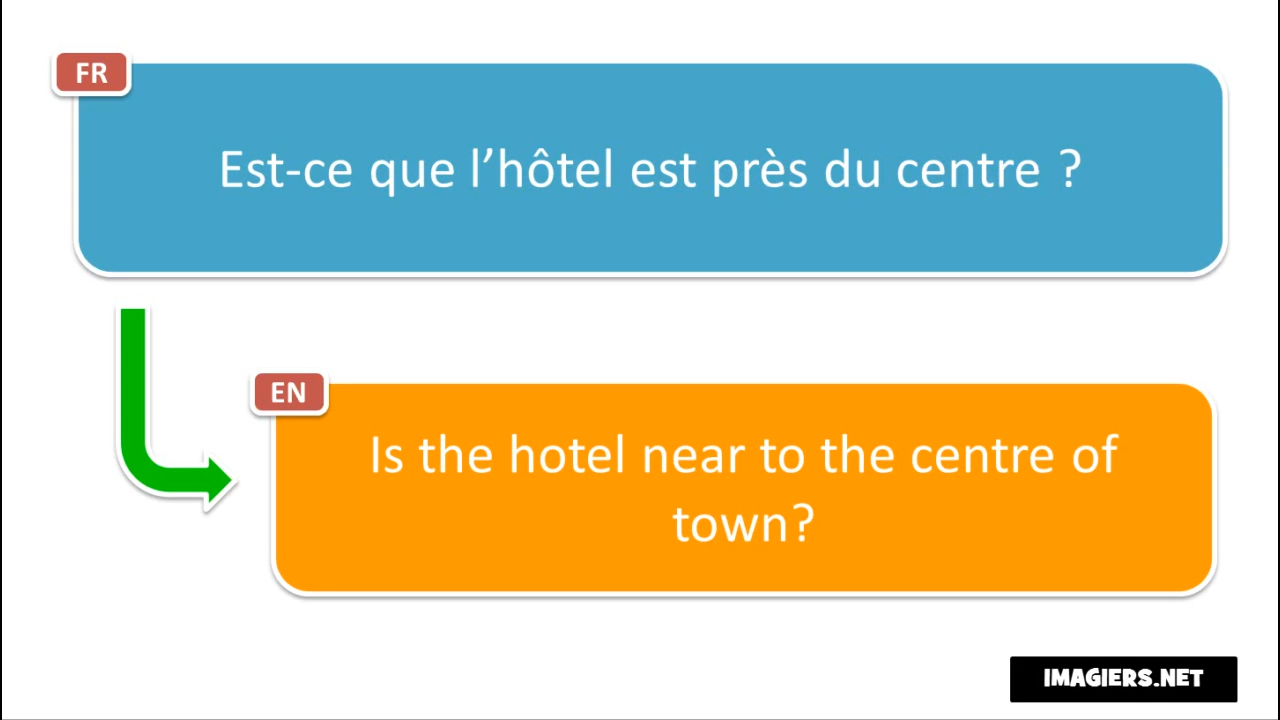 FR
Est-ce que l’hôtel est près du centre ?
EN
Is the hotel near to the centre of
town?
IMAGIERS.NET